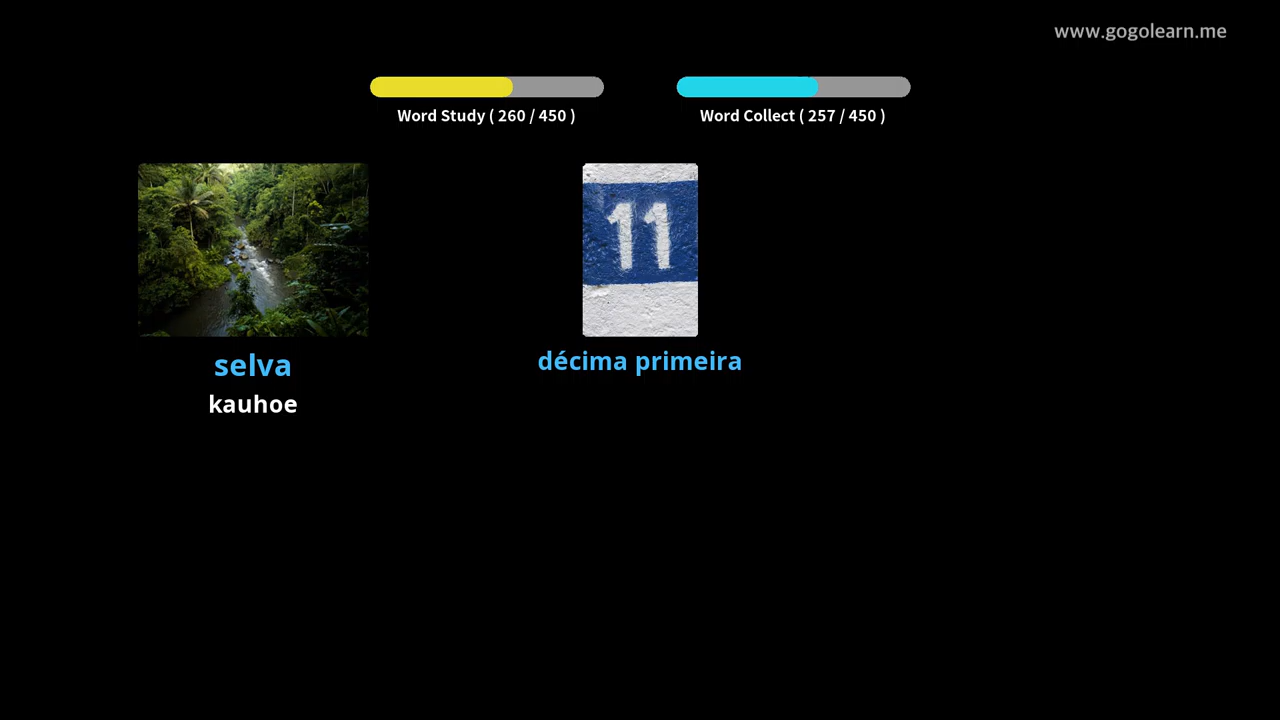 www.gogolearn.me
Word Study ( 260 / 450 )
Word Collect ( 257 / 450 )
11
selva
kauhoe
décima primeira